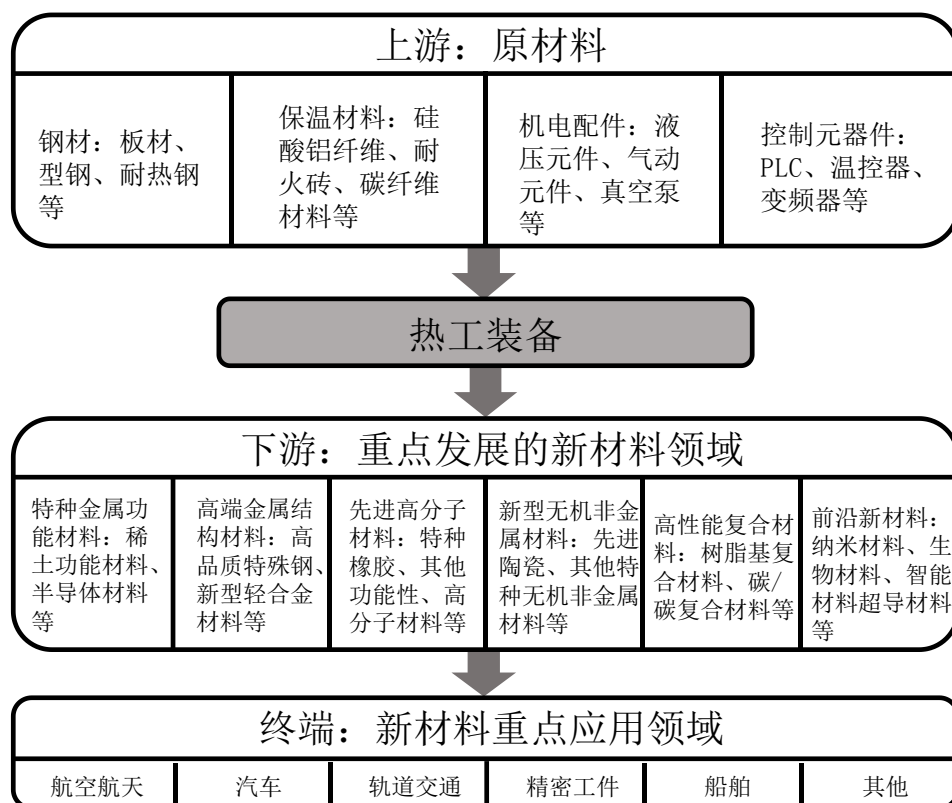 上游：原材料
钢材：板材、
型钢、耐热钢
等
保温材料：硅
酸铝纤维、耐
火砖、碳纤维
材料等
机电配件：液
压元件、气动
元件、真空泵
等
控制元器件：
PLC、温控器、
变频器等
热工装备
下游：重点发展的新材料领域
特种金属功
能材料：稀
土功能材料、
半导体材料
等
高端金属结
构材料：高
品质特殊钢、
新型轻合金
材料等
先进高分子
材料：特种
橡胶、其他
功能性、高
分子材料等
新型无机非金
属材料：先进
陶瓷、其他特
种无机非金属
材料等
高性能复合材
料：树脂基复
合材料、碳/
碳复合材料等
前沿新材料：
纳米材料、生
物材料、智能
材料超导材料
等
终端：新材料重点应用领域
航空航天
汽车
轨道交通
精密工件
船舶
其他